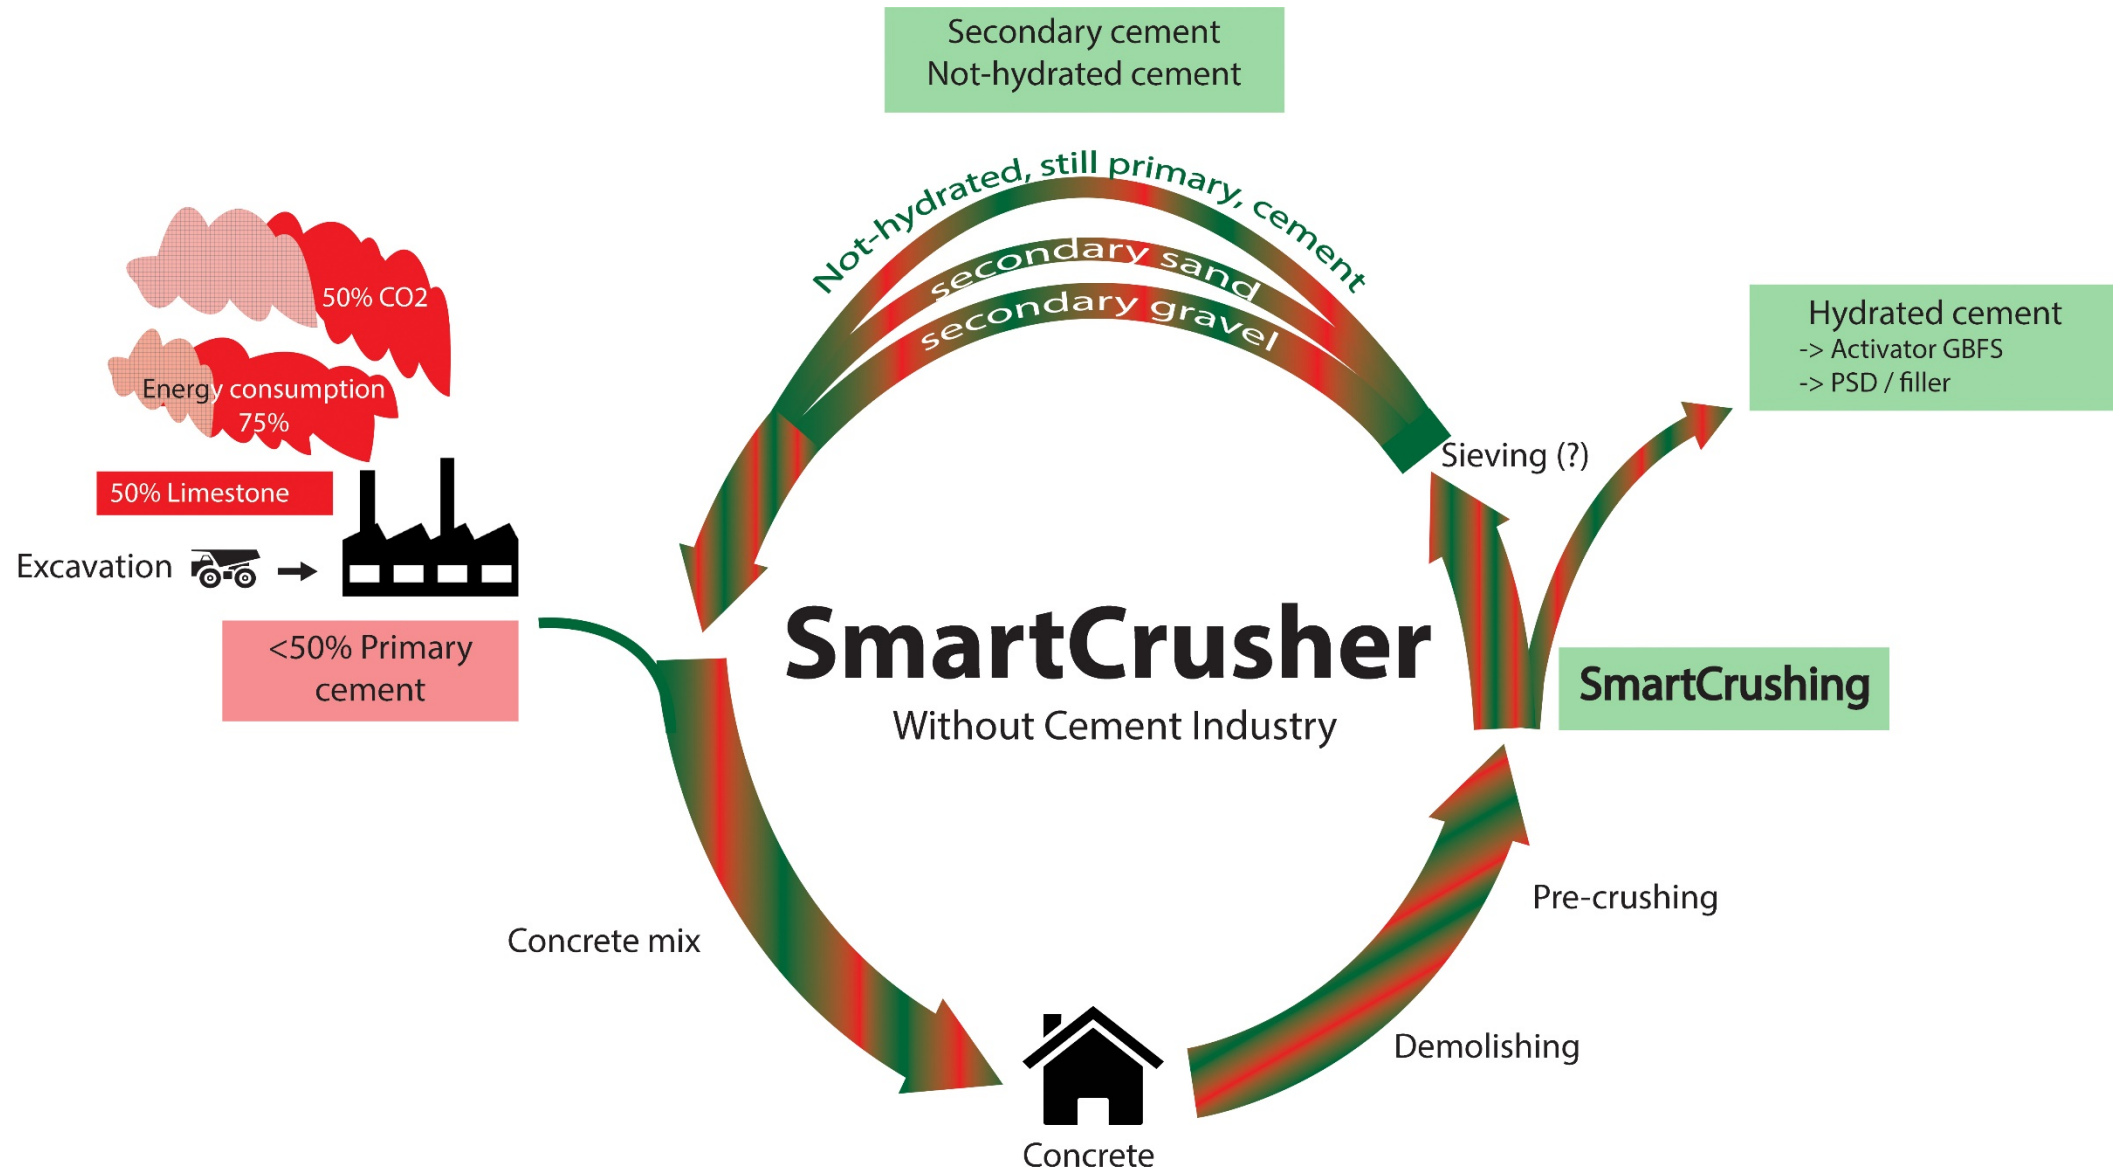 Secondary cement
Not-hydrated cement
Not-hydrated, still primary, cement
secondary sand
secondary gravel
50% CO2
Energy consumption
75%
50% Limestone
Excavation
<50% Primary
cement
Hydrated cement
-> Activator GBFS
-> PSD / filler
Sieving (?)
SmartCrusher
Without Cement Industry
SmartCrushing
Pre-crushing
Concrete mix
Demolishing
Concrete